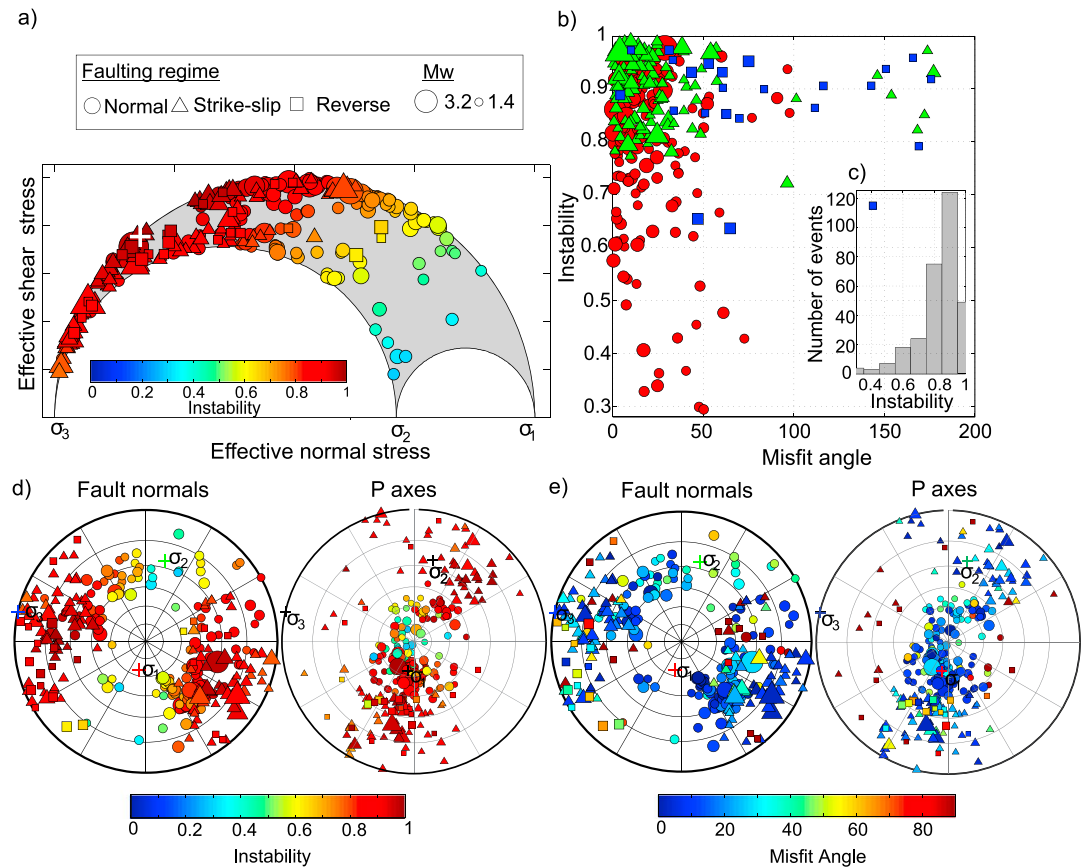 a)
Faulting regime
Mw
Normal
Strike-slip
Reverse
3.2
1.4
Effective shear stress
0 0.2 0.4 0.6 0.8 1
Instability
σ3
σ2
σ1
Effective normal stress
b)
1
0.9
0.8
0.7
0.6
0.5
0.4
0.3
Instability
0 50 100 150 200
Misfit angle
c)
120
100
80
60
40
20
0
Number of events
0.4 0.6 0.8 1
Instability
d)
Fault normals
P axes
σ2
σ2
σ3
σ3
σ1
σ1
0 0.2 0.4 0.6 0.8 1
Instability
e)
Fault normals
P axes
σ2
σ2
σ3
σ3
σ1
σ1
0 20 40 60 80
Misfit Angle